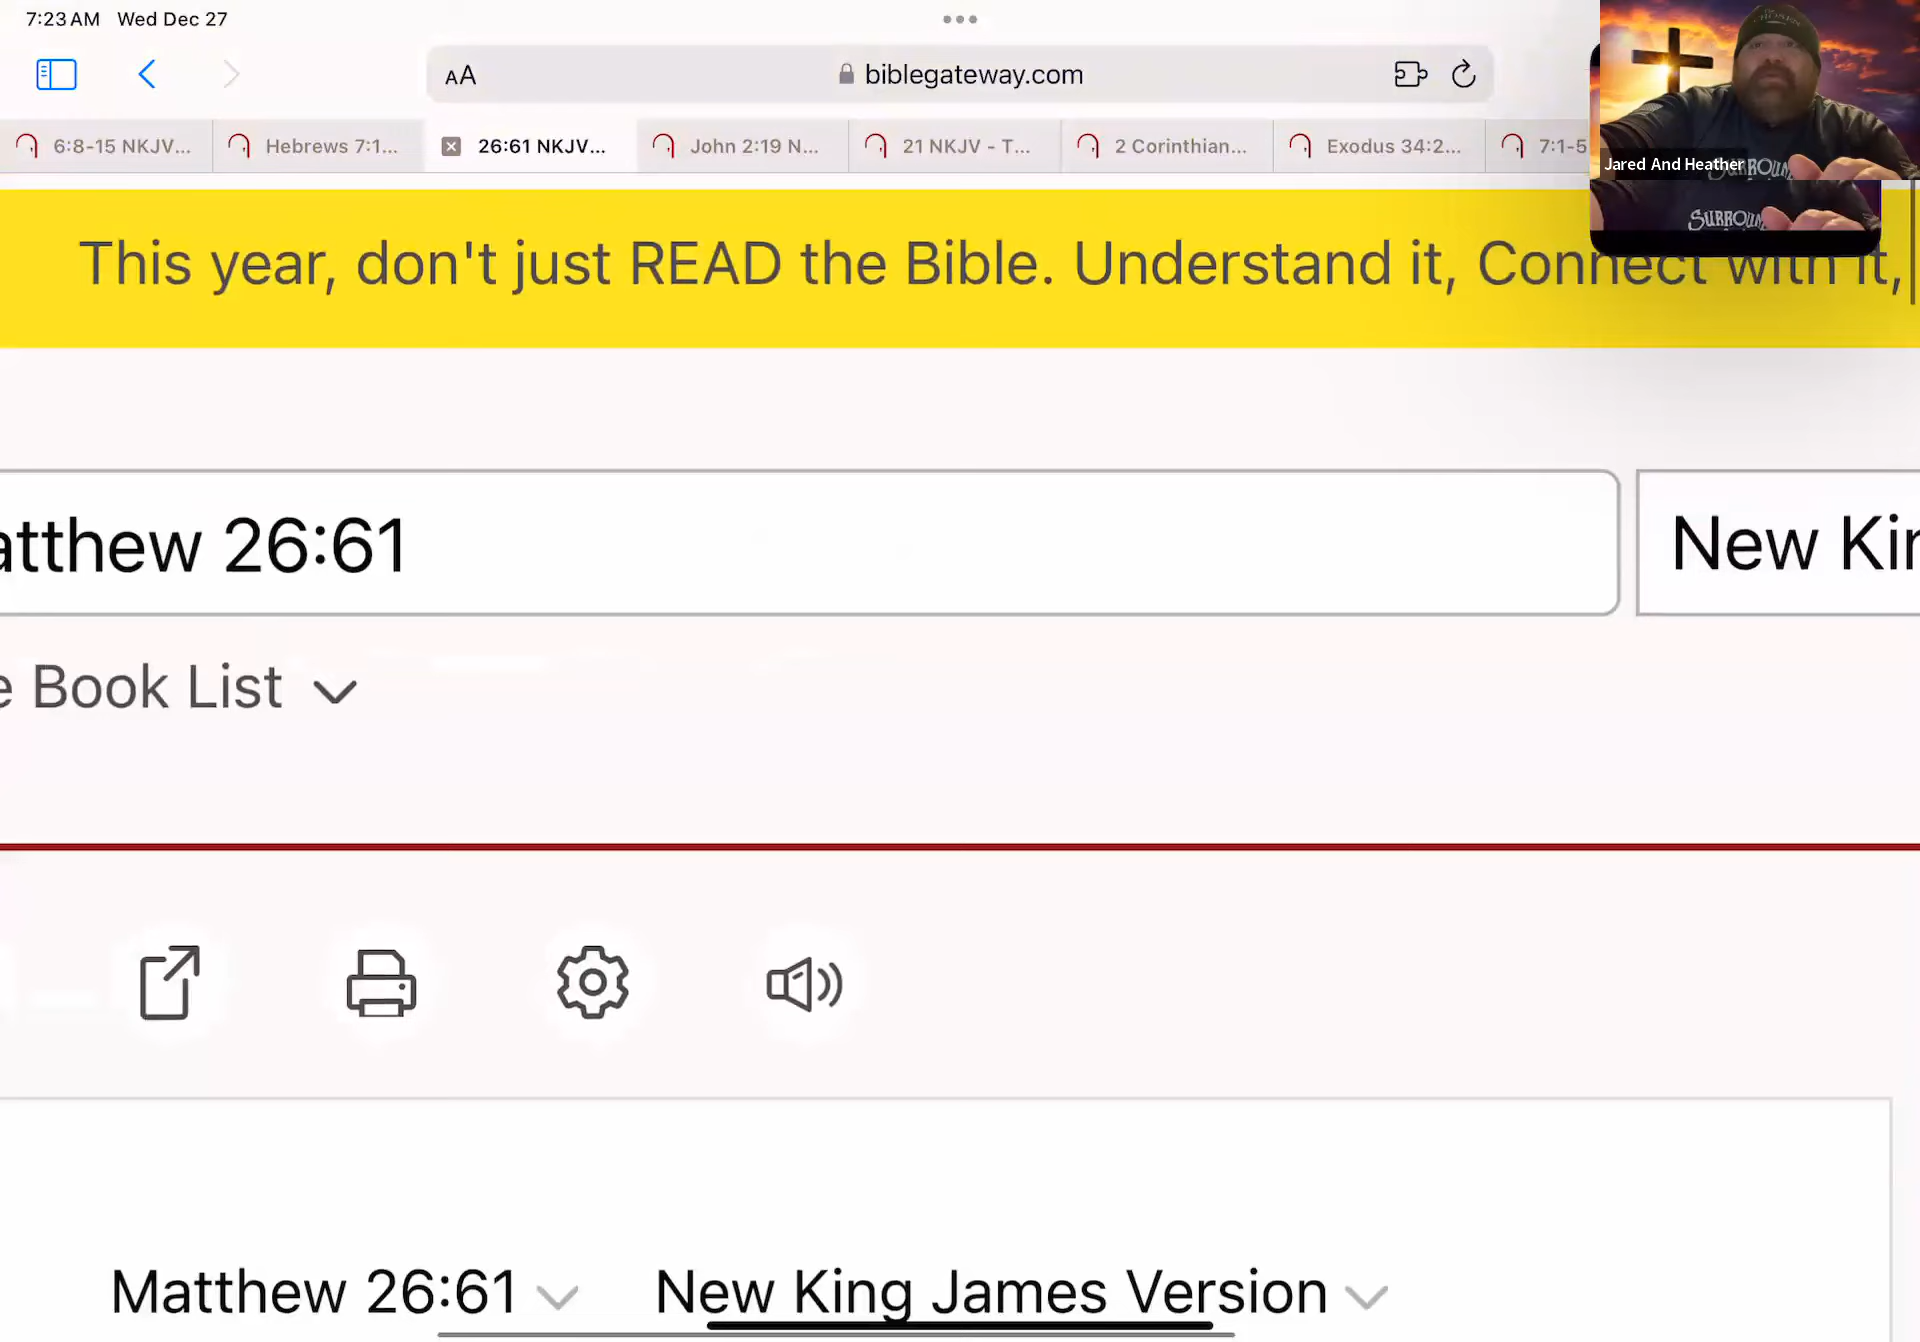 7:23 AM Wed Dec 27
AA biblegateway.com
6:8-15 NKJV... Hebrews 7:1... 26:61 NKJV... John 2:19 N... 21 NKJV - T... 2 Corinthian... Exodus 34:2... 7:1-5
CHOSEN
Jared And Heather
This year, don't just READ the Bible. Understand it, Connect with it,
atthew 26:61
New Kin
e Book List
Matthew 26:61 New King James Version